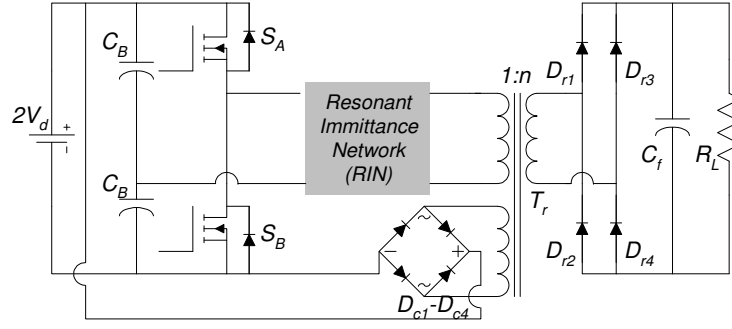 C_B
S_A
1:n
D_r1
D_r3
2V_d
+
-
Resonant
Immittance
Network
(RIN)
C_B
S_B
T_r
C_f
R_L
~
-
+
~
D_r2
D_r4
D_c1-D_c4